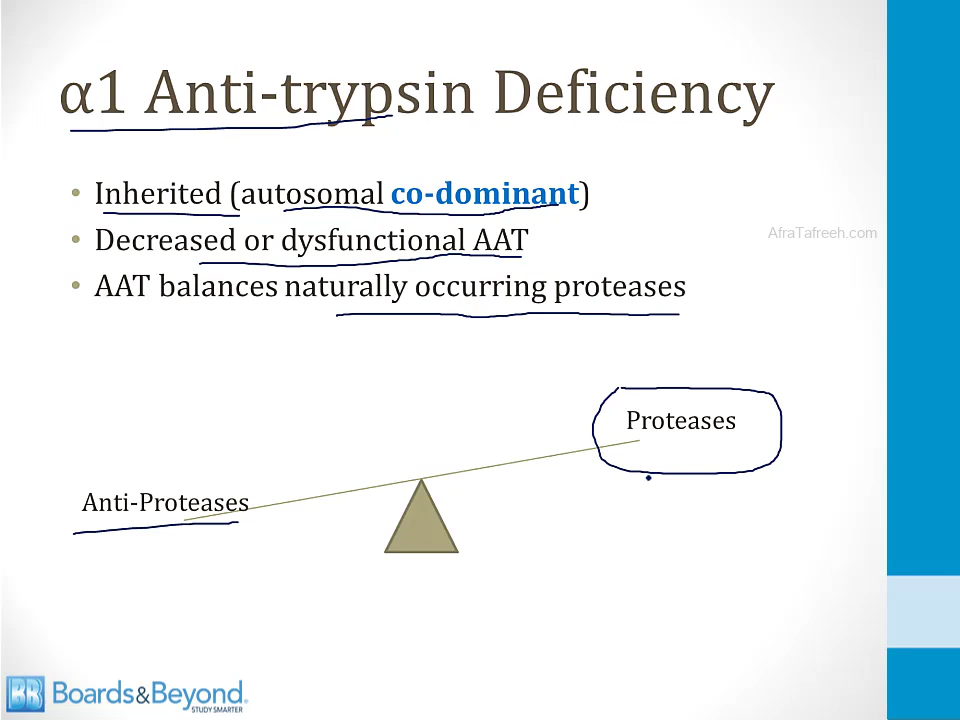 α1 Anti-trypsin Deficiency
• Inherited (autosomal co-dominant)
• Decreased or dysfunctional AAT
AfraTafreeh.com
• AAT balances naturally occurring proteases
Proteases
Anti-Proteases
BB Boards&Beyond.
STUDY SMARTER